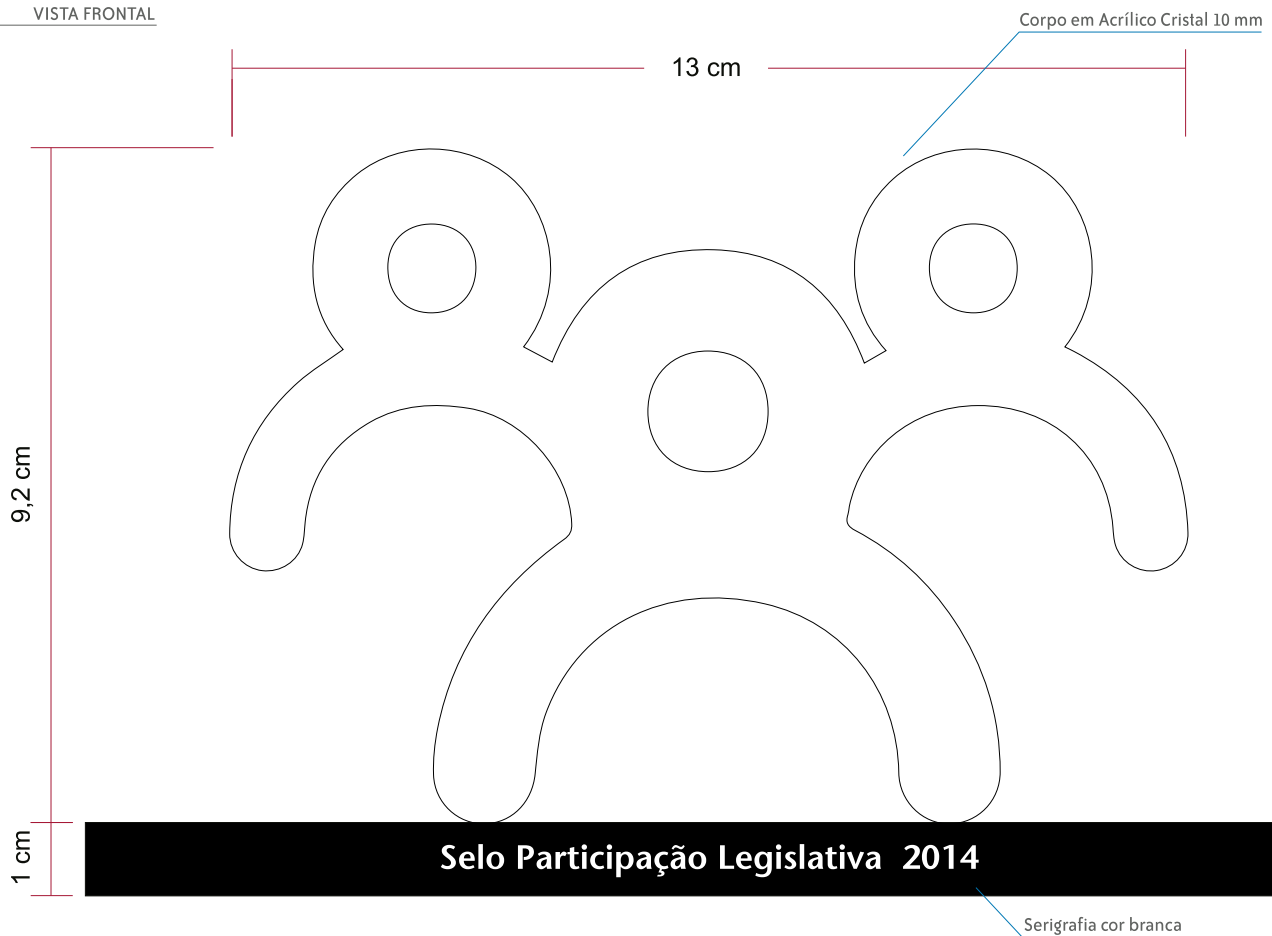 VISTA FRONTAL
Corpo em Acrílico Cristal 10 mm
13 cm
9,2 cm
1 cm
Selo Participação Legislativa 2014
Serigrafia cor branca